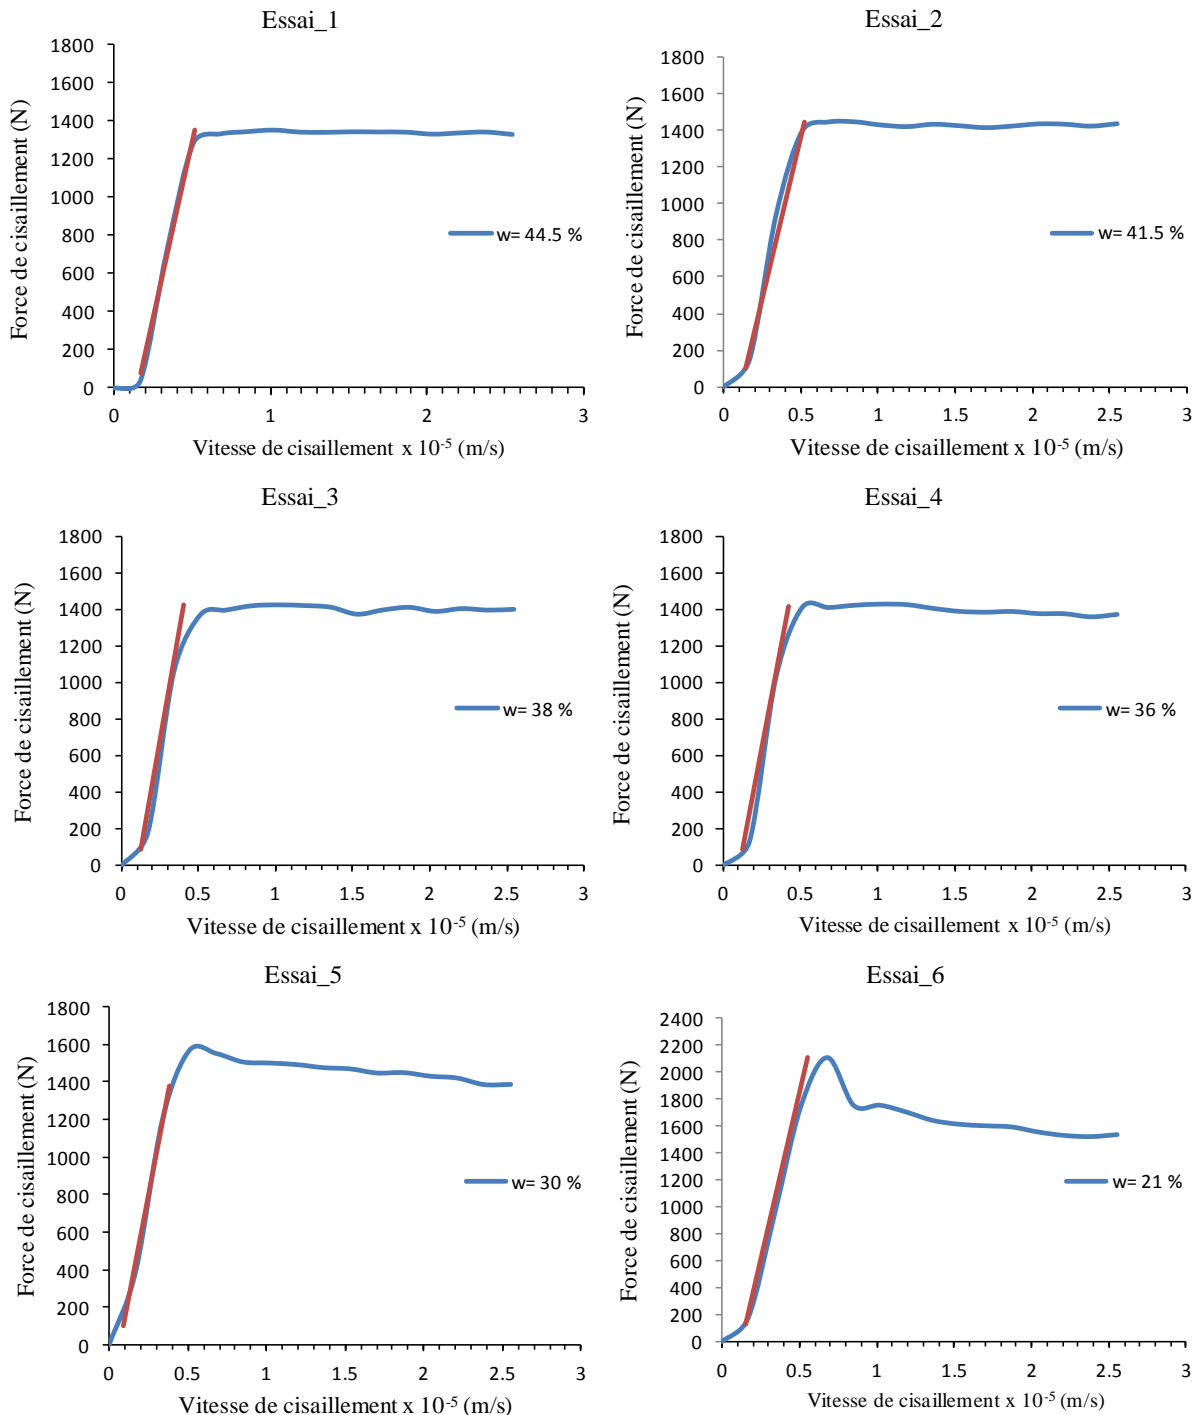 Essai_1
1800
1600
1400
1200
1000
800
600
400
200
0
0 1 2 3
Force de cisaillement (N)
w= 44.5 %
Vitesse de cisaillement x 10-5 (m/s)
Essai_2
1800
1600
1400
1200
1000
800
600
400
200
0
0 0.5 1 1.5 2 2.5 3
Force de cisaillement (N)
w= 41.5 %
Vitesse de cisaillement x 10-5 (m/s)
Essai_3
1800
1600
1400
1200
1000
800
600
400
200
0
0 0.5 1 1.5 2 2.5 3
Force de cisaillement (N)
w= 38 %
Vitesse de cisaillement x 10-5 (m/s)
Essai_4
1800
1600
1400
1200
1000
800
600
400
200
0
0 0.5 1 1.5 2 2.5 3
Force de cisaillement (N)
w= 36 %
Vitesse de cisaillement x 10-5 (m/s)
Essai_5
1800
1600
1400
1200
1000
800
600
400
200
0
0 0.5 1 1.5 2 2.5 3
Force de cisaillement (N)
w= 30 %
Vitesse de cisaillement x 10-5 (m/s)
Essai_6
2400
2200
2000
1800
1600
1400
1200
1000
800
600
400
200
0
0 0.5 1 1.5 2 2.5 3
Force de cisaillement (N)
w= 21 %
Vitesse de cisaillement x 10-5 (m/s)